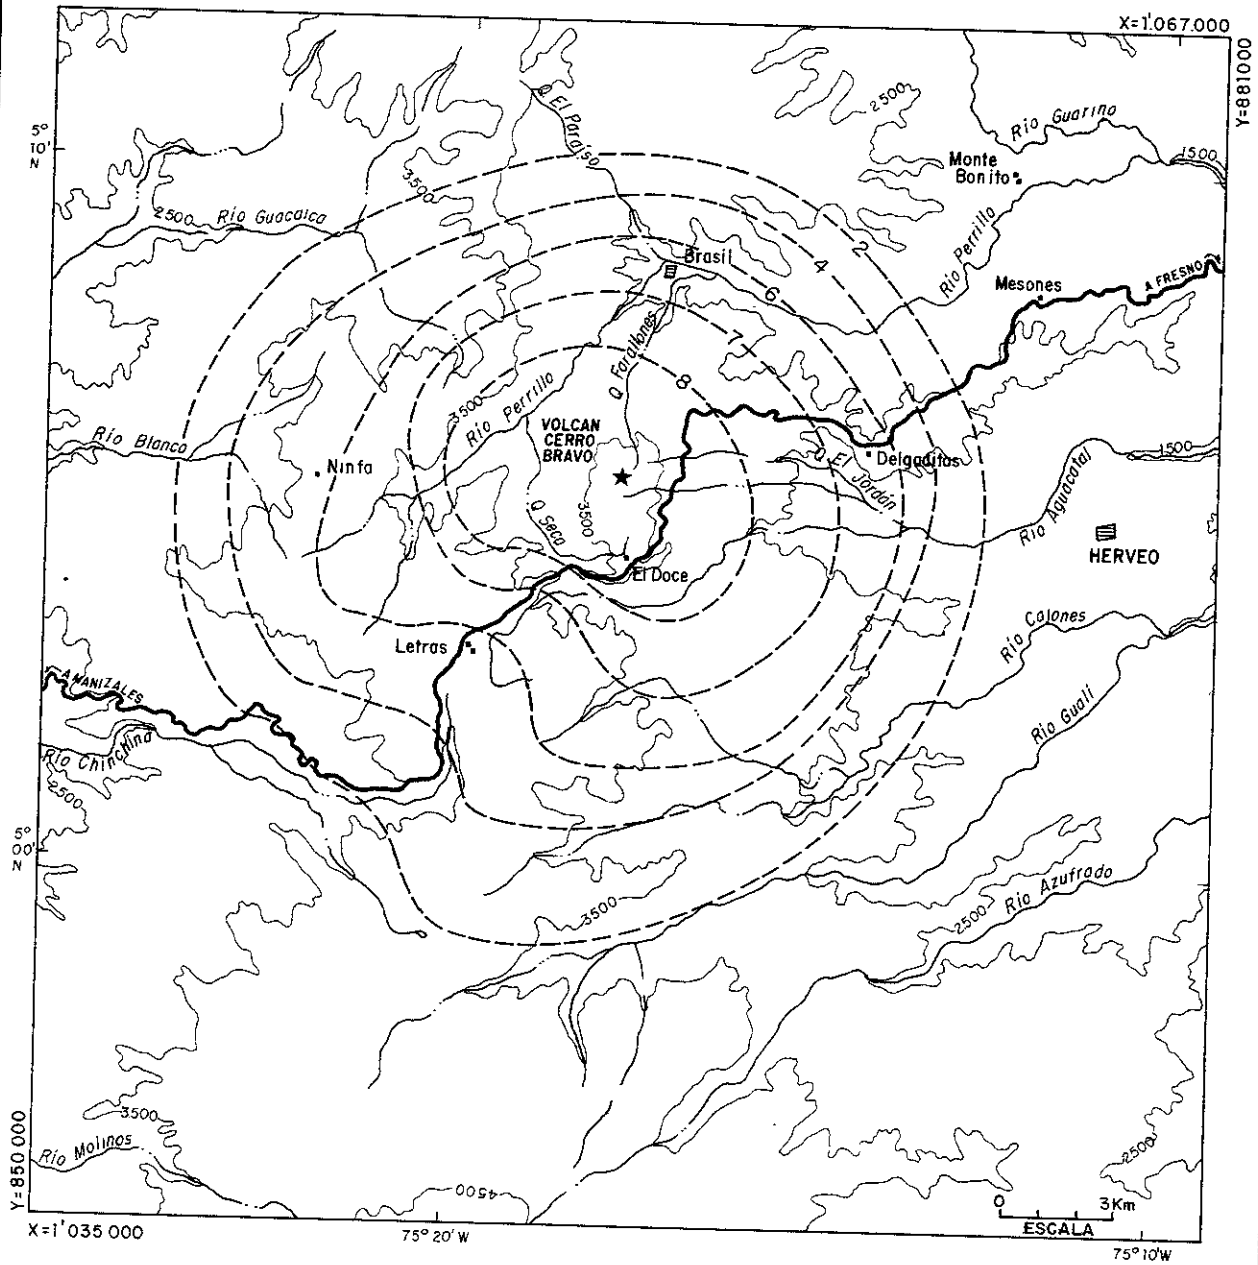 X=1'.067.000
Y=881000
5°
10'
N
Q El Paraíso
2500
Río Guarino
Monte
Bonito
1500
3500
2500
Río Guacaica
Río Perrillo
2
4
Brasil
6
Mesones
A FRESNO
Q Farallones
7
8
3500
Río Perrillo
VOLCAN
CERRO
BRAVO
Río Blanco
Ninfa
Q El Jordán
Delgaditas
Río Aguacatal
1500
3500
Q Seca
HERVEO
El Doce
Letras
Río Calones
A MANIZALES
Río Chinchiná
Río Gualí
2500
5°
00'
N
3500
2500
Río Azufrado
3500
Río Molinos
4500
2500
Y=850 000
0 3Km
ESCALA
X=1'035 000
75° 20' W
75° 10' W